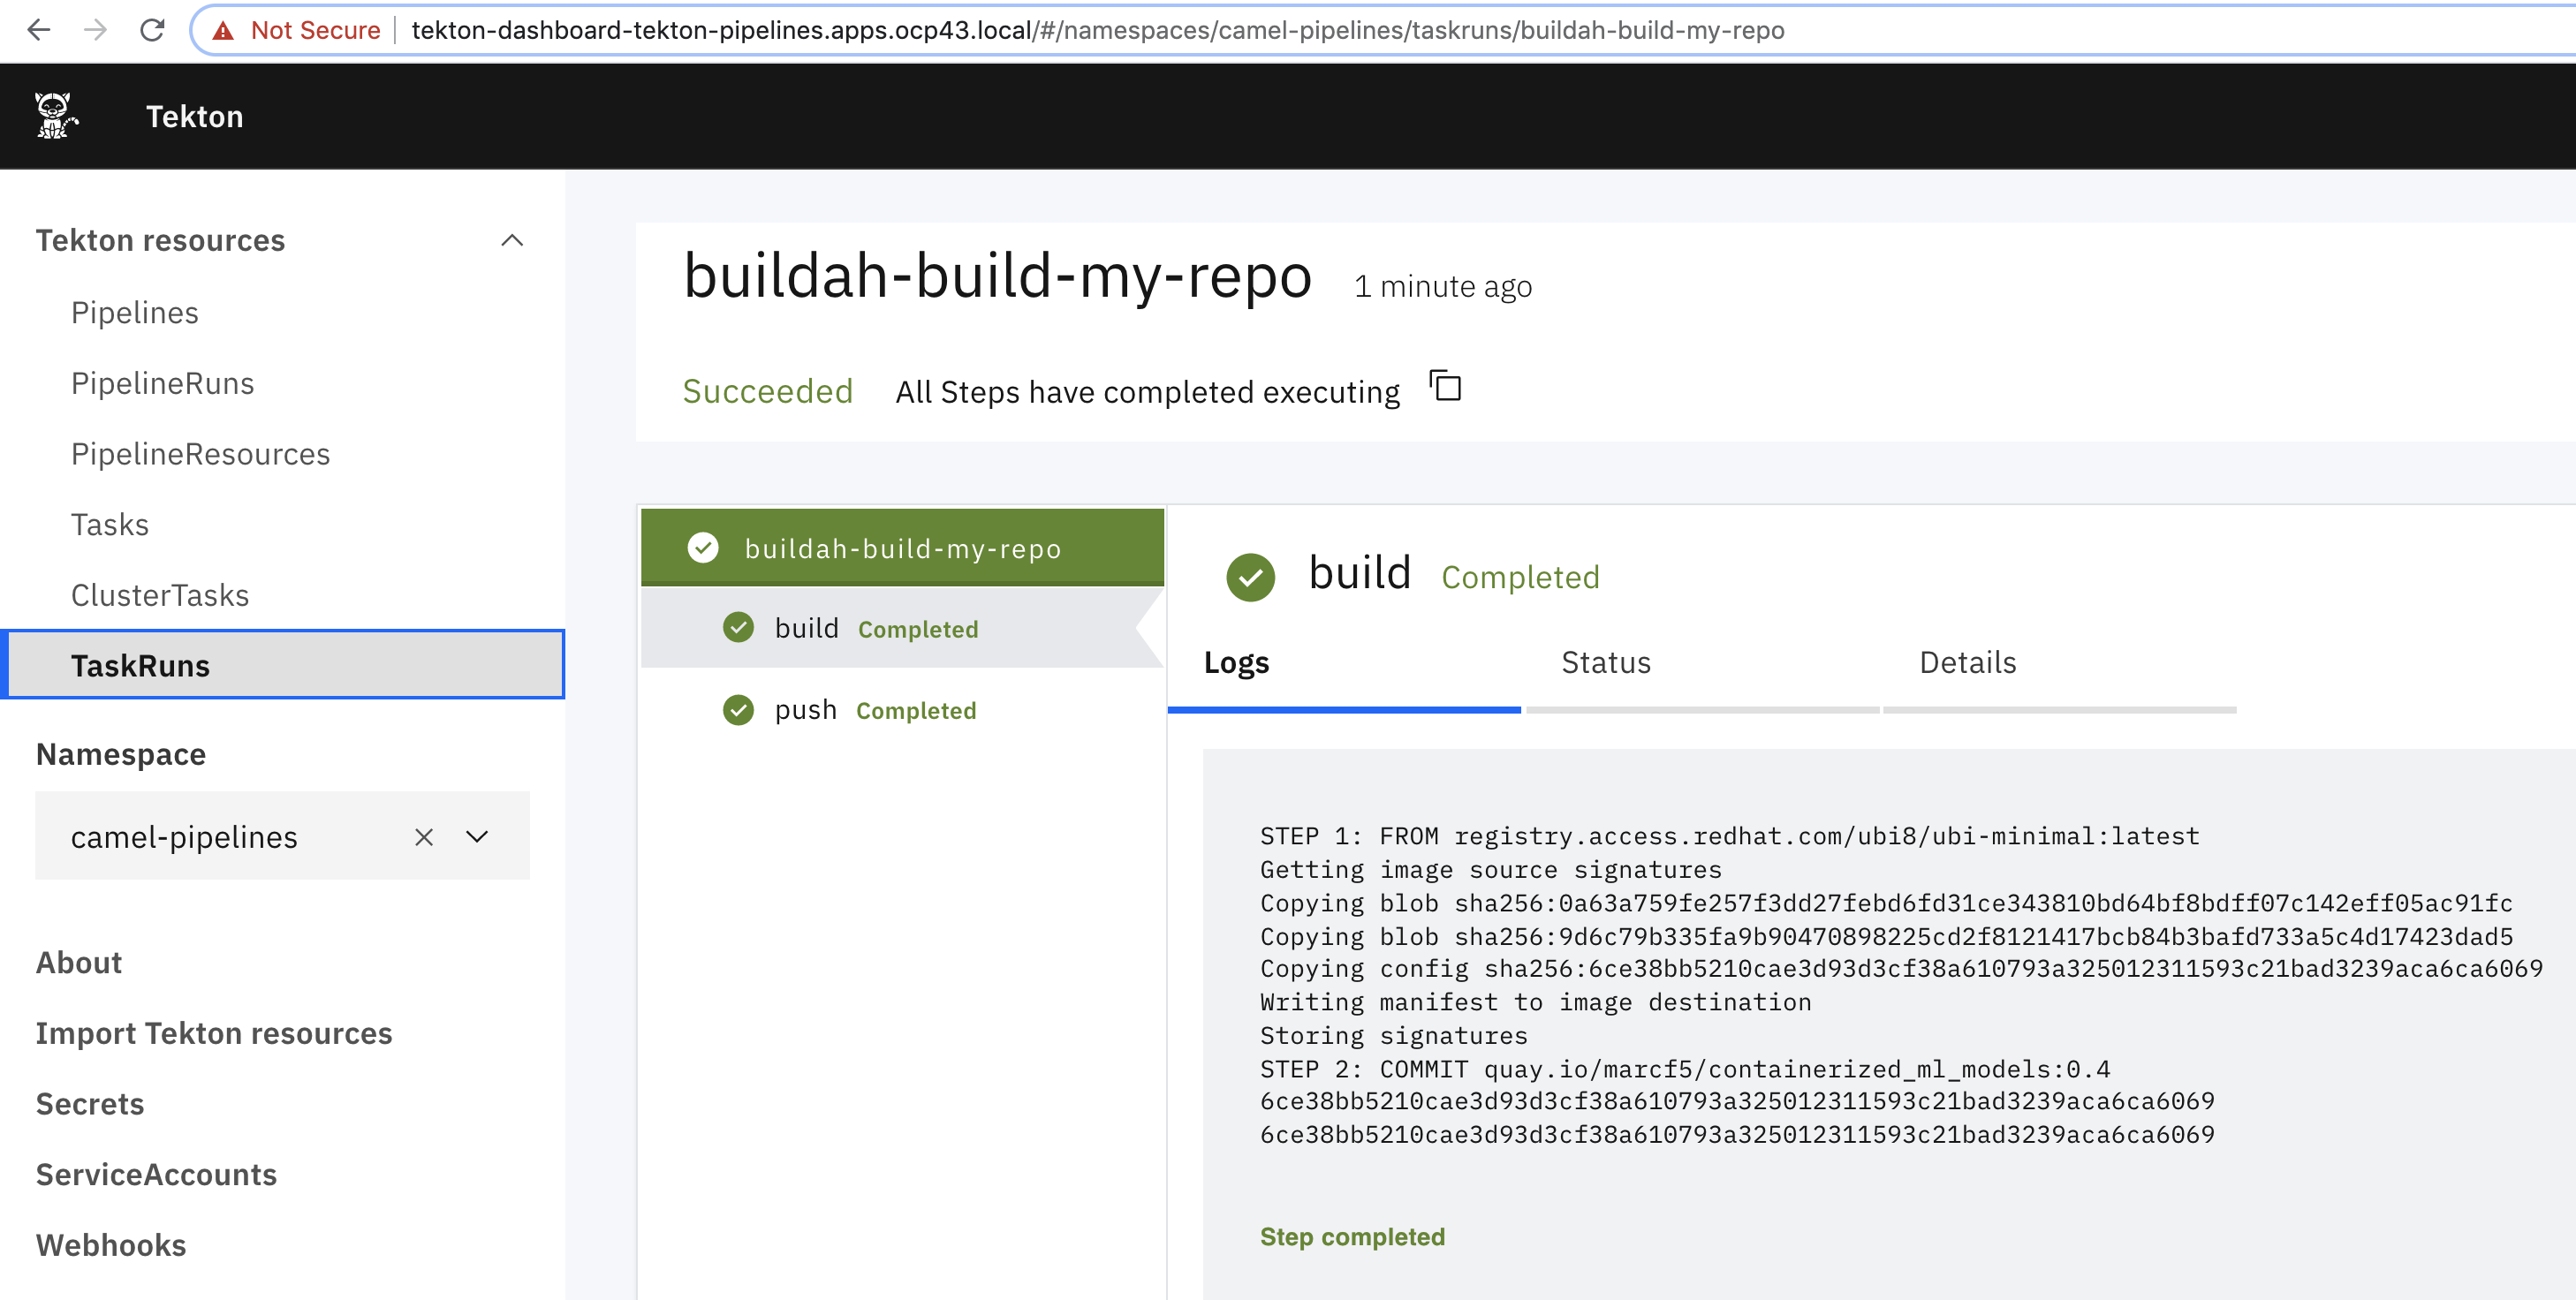 Not Secure tekton-dashboard-tekton-pipelines.apps.ocp43.local/#/namespaces/camel-pipelines/taskruns/buildah-build-my-repo
Tekton
Tekton resources
Pipelines
PipelineRuns
PipelineResources
Tasks
ClusterTasks
TaskRuns
Namespace
camel-pipelines
About
Import Tekton resources
Secrets
ServiceAccounts
Webhooks
buildah-build-my-repo 1 minute ago
Succeeded All Steps have completed executing
buildah-build-my-repo
build Completed
push Completed
build Completed
Logs Status Details
STEP 1: FROM registry.access.redhat.com/ubi8/ubi-minimal:latest
Getting image source signatures
Copying blob sha256:0a63a759fe257f3dd27febd6fd31ce343810bd64bf8bdff07c142eff05ac91fc
Copying blob sha256:9d6c79b335fa9b90470898225cd2f8121417bcb84b3bafd733a5c4d17423dad5
Copying config sha256:6ce38bb5210cae3d93d3cf38a610793a325012311593c21bad3239aca6ca6069
Writing manifest to image destination
Storing signatures
STEP 2: COMMIT quay.io/marcf5/containerized_ml_models:0.4
6ce38bb5210cae3d93d3cf38a610793a325012311593c21bad3239aca6ca6069
6ce38bb5210cae3d93d3cf38a610793a325012311593c21bad3239aca6ca6069
Step completed